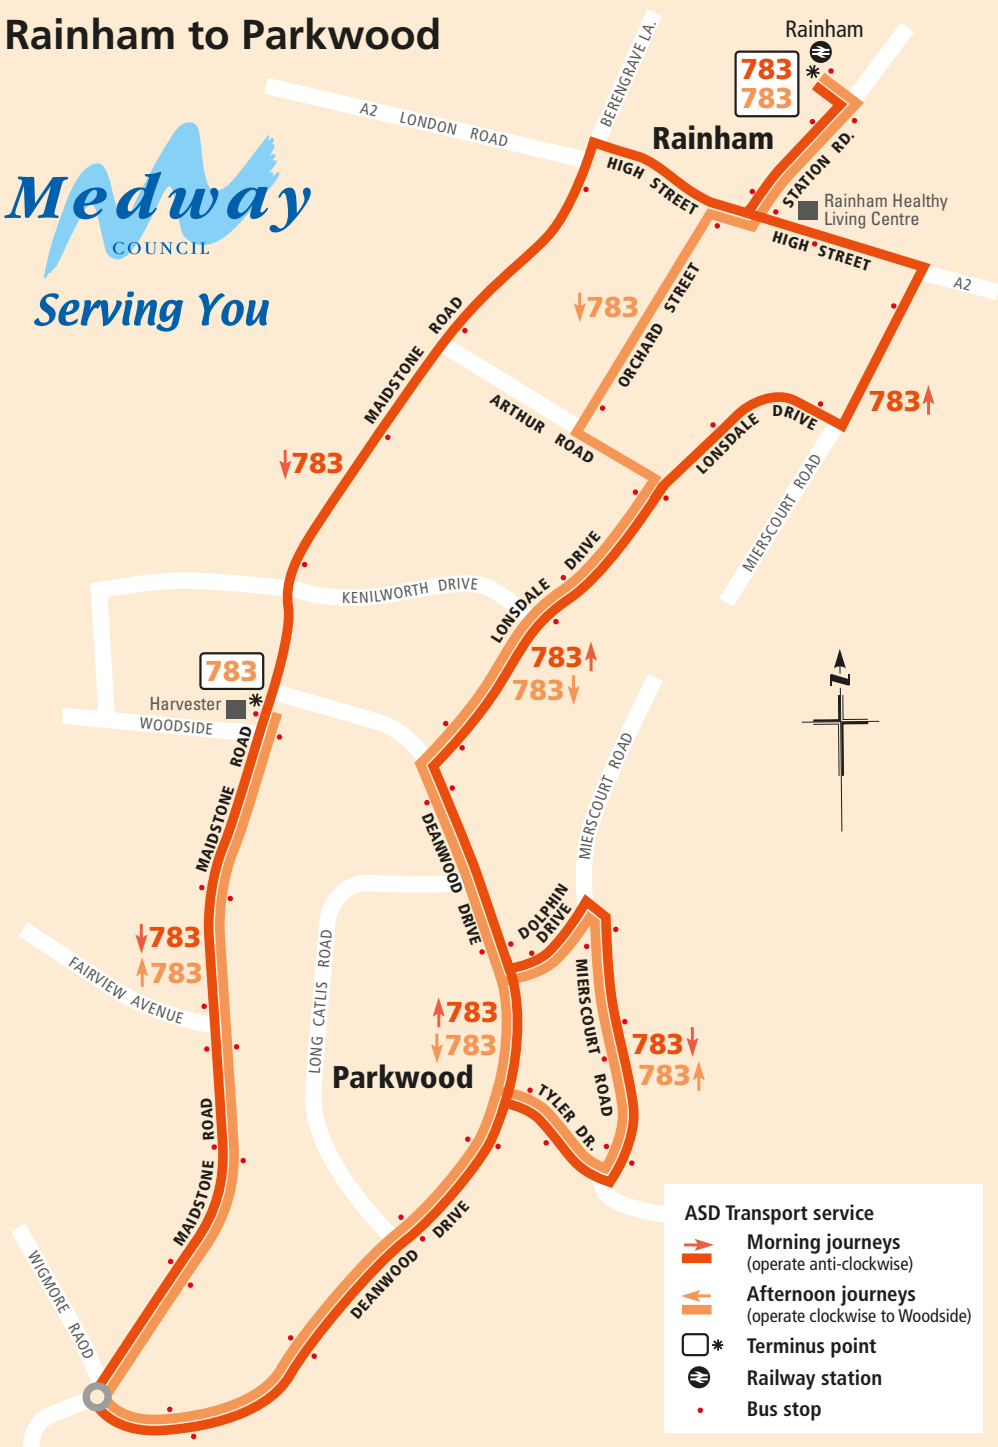 Rainham to Parkwood
Rainham
783
783
BERENGRAVE LA.
A2 LONDON ROAD
Rainham
HIGH STREET
STATION RD.
Rainham Healthy
Living Centre
HIGH STREET
A2
Medway
COUNCIL
Serving You
783
ORCHARD STREET
MAIDSTONE ROAD
ARTHUR ROAD
783
LONSDALE DRIVE
783
MIERSCOURT ROAD
LONSDALE DRIVE
KENILWORTH DRIVE
783
783
783
Harvester
WOODSIDE
MAIDSTONE ROAD
N
MIERSCOURT ROAD
DEANWOOD DRIVE
DOLPHIN
DRIVE
783
783
FAIRVIEW AVENUE
LONG CATLIS ROAD
783
783
Parkwood
MIERSCOURT ROAD
783
783
TYLER DR.
MAIDSTONE ROAD
DEANWOOD DRIVE
WIGMORE RAOD
ASD Transport service
Morning journeys
(operate anti-clockwise)
Afternoon journeys
(operate clockwise to Woodside)
Terminus point
Railway station
Bus stop